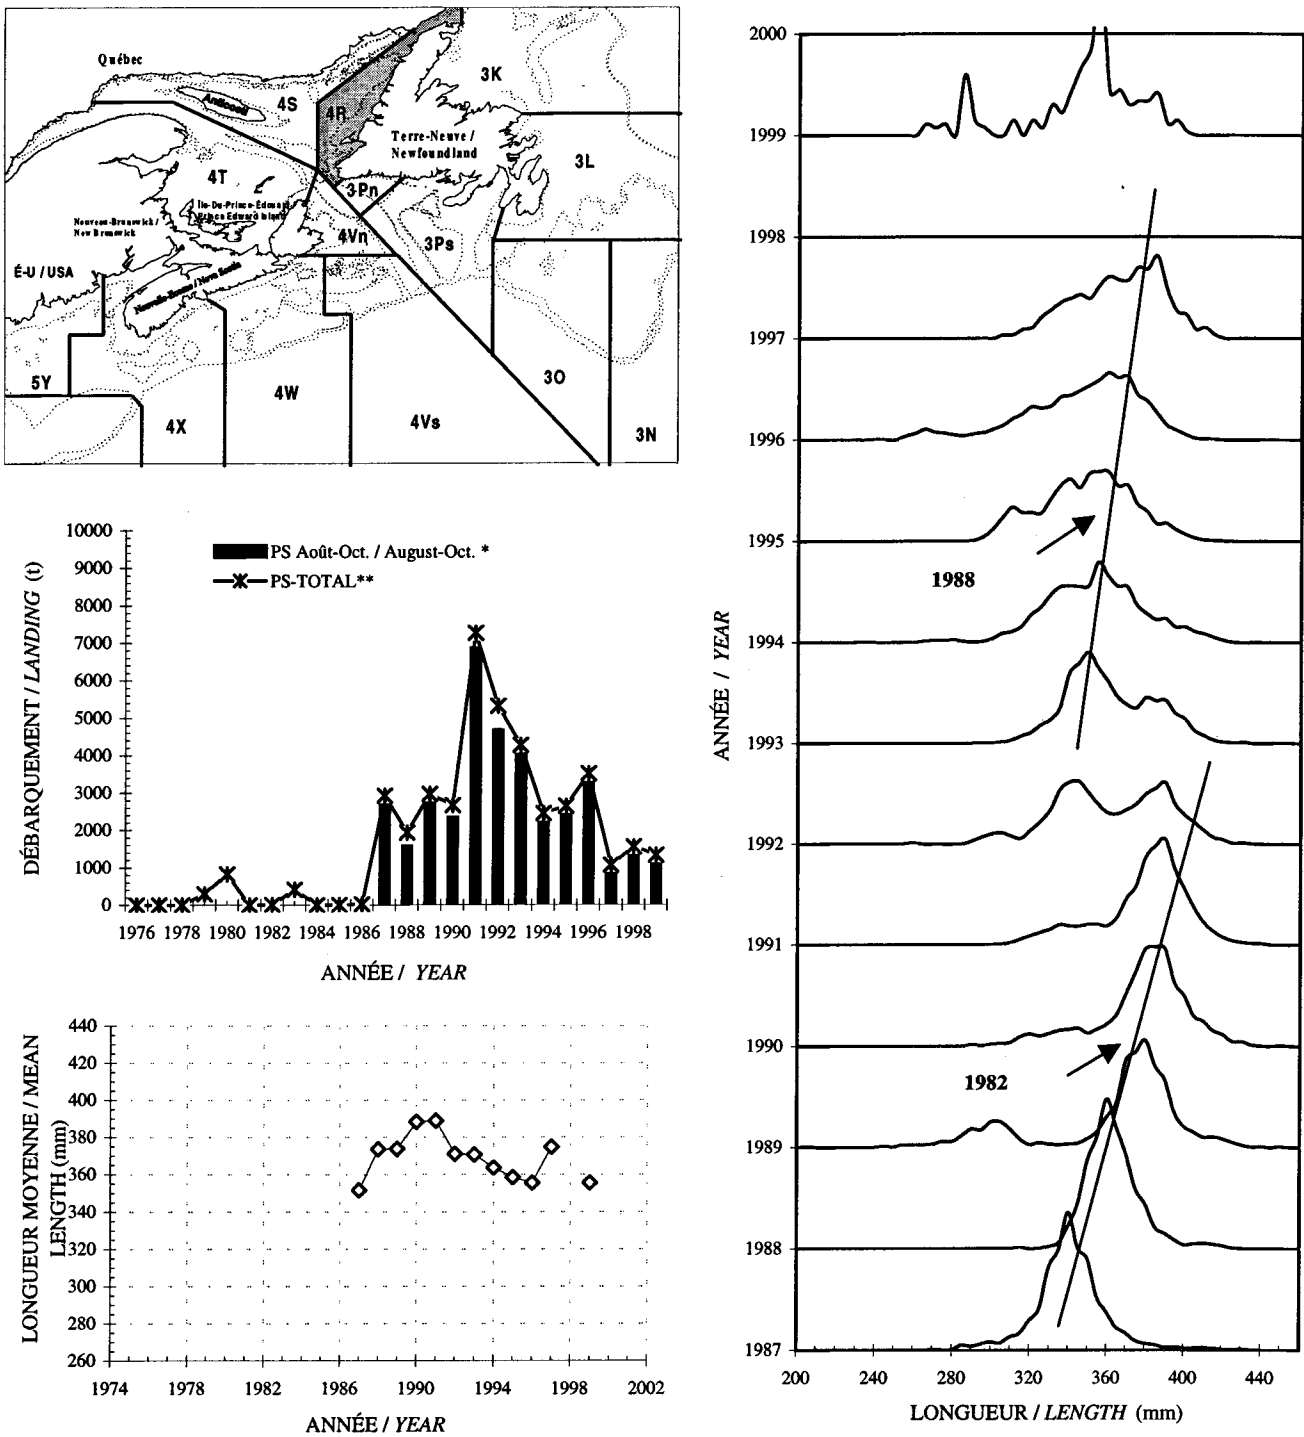 Québec
Anticosti
4S
4R
3K
Terre-Neuve /
Newfoundland
3L
4T
3Pn
Île-Du-Prince-Édouard
Prince Edward Island
Nouveau-Brunswick /
New Brunswick
4Vn
3Ps
É-U / USA
Nouvelle-Écosse / Nova Scotia
5Y
4X
4W
4Vs
3O
3N
DÉBARQUEMENT / LANDING (t)
10000
9000
8000
7000
6000
5000
4000
3000
2000
1000
0
PS Août-Oct. / August-Oct. *
PS-TOTAL**
1976 1978 1980 1982 1984 1986 1988 1990 1992 1994 1996 1998
ANNÉE / YEAR
LONGUEUR MOYENNE / MEAN
LENGTH (mm)
440
420
400
380
360
340
320
300
280
260
1974 1978 1982 1986 1990 1994 1998 2002
ANNÉE / YEAR
ANNÉE / YEAR
2000
1999
1998
1997
1996
1995
1988
1994
1993
1992
1991
1990
1982
1989
1988
1987
200 240 280 320 360 400 440
LONGUEUR / LENGTH (mm)